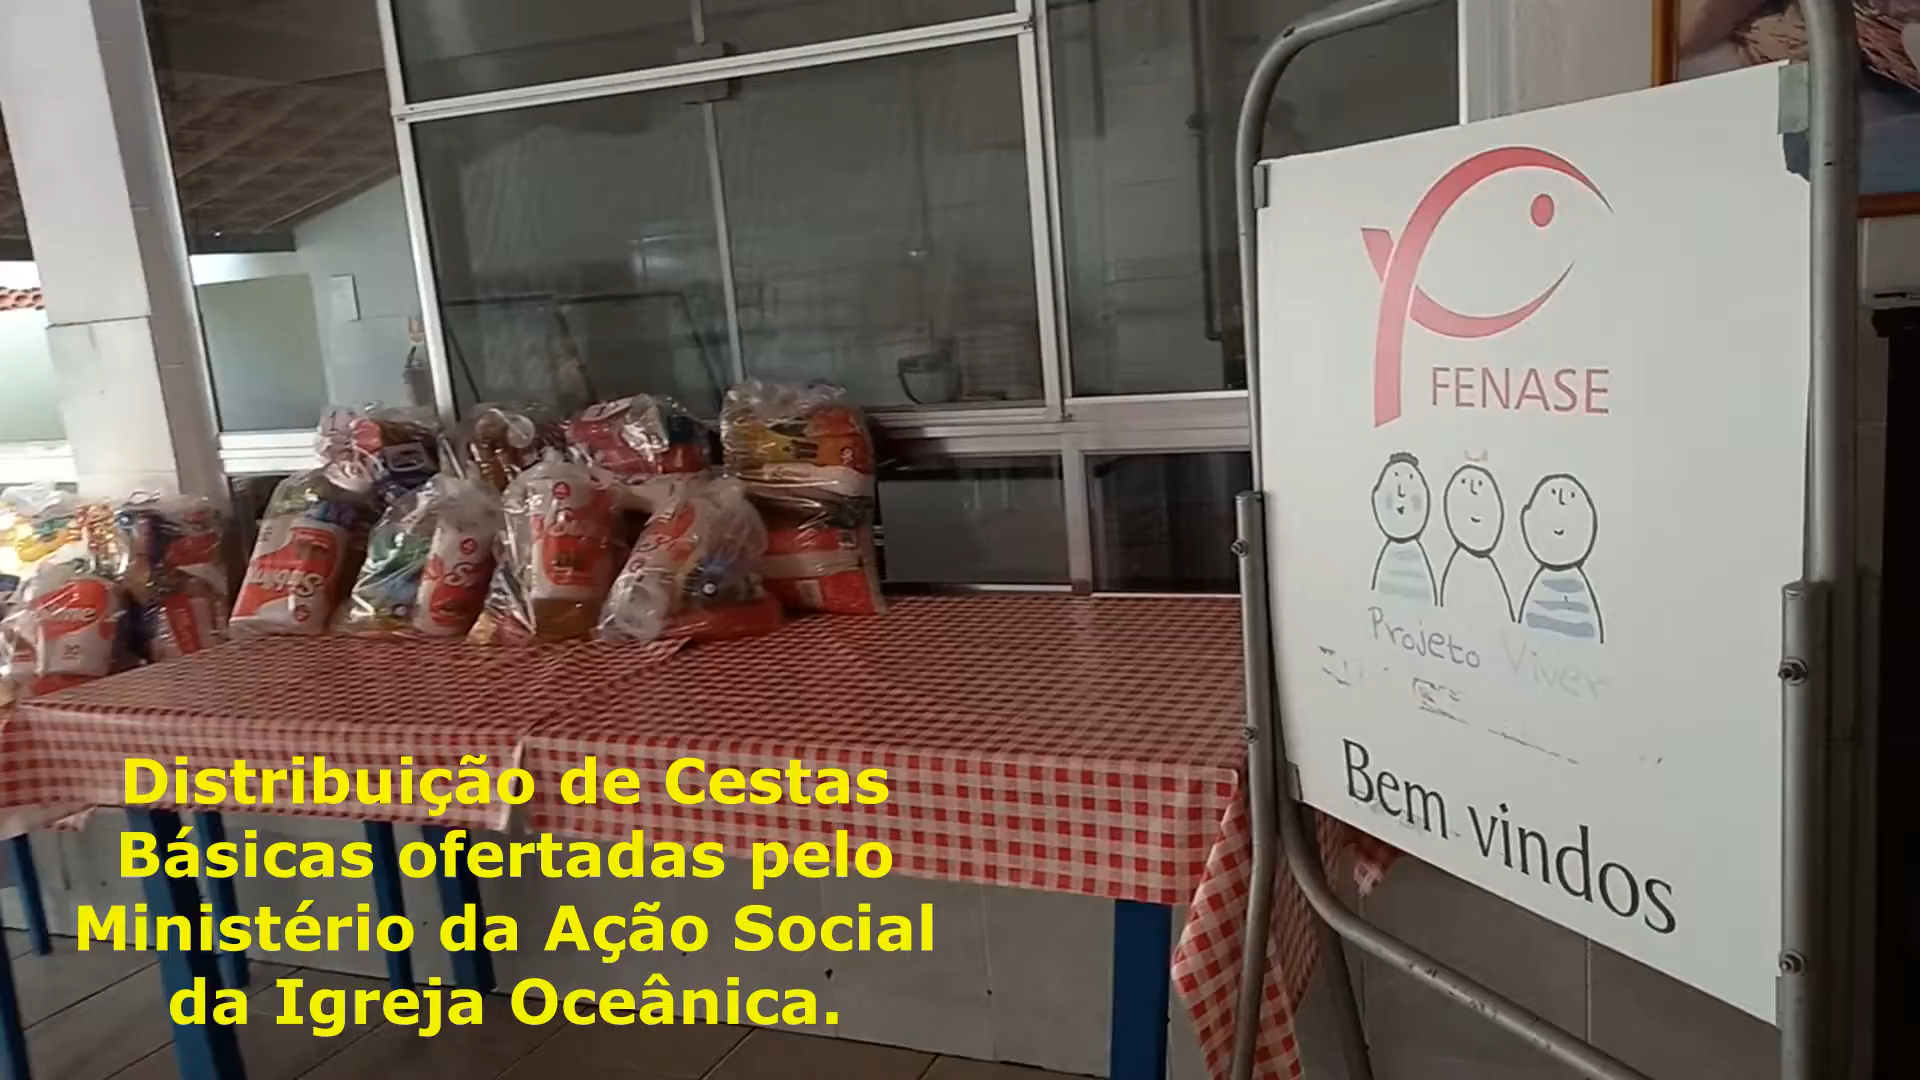 FENASE
Projeto Viver
Bem vindos
Distribuição de Cestas
Básicas ofertadas pelo
Ministério da Ação Social
da Igreja Oceânica.